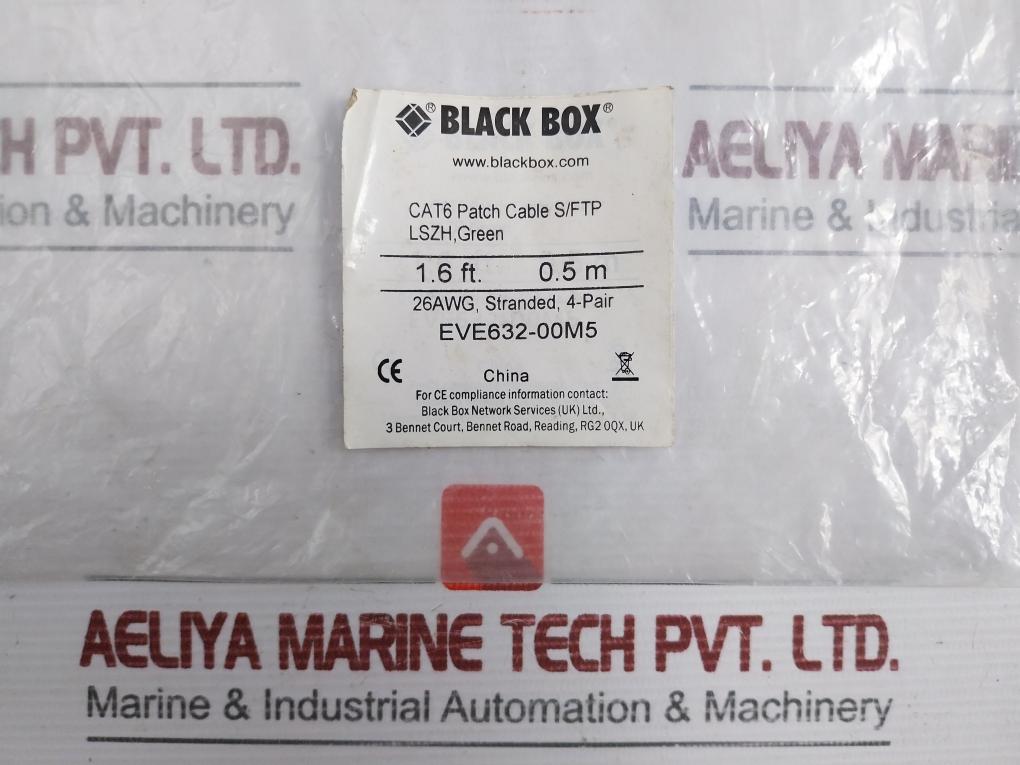 ® BLACK BOX®
www.blackbox.com
CAT6 Patch Cable S/FTP
LSZH,Green
1.6 ft. 0.5 m
26AWG, Stranded, 4-Pair
EVE632-00M5
CE
China
For CE compliance information contact:
Black Box Network Services (UK) Ltd.,
3 Bennet Court, Bennet Road, Reading, RG2 0QX, UK
H PVT. LTD.
ion & Machinery
AELIYA MARIN
Marine & Industria
AELIYA MARINE TECH PVT. LTD.
Marine & Industrial Automation & Machinery